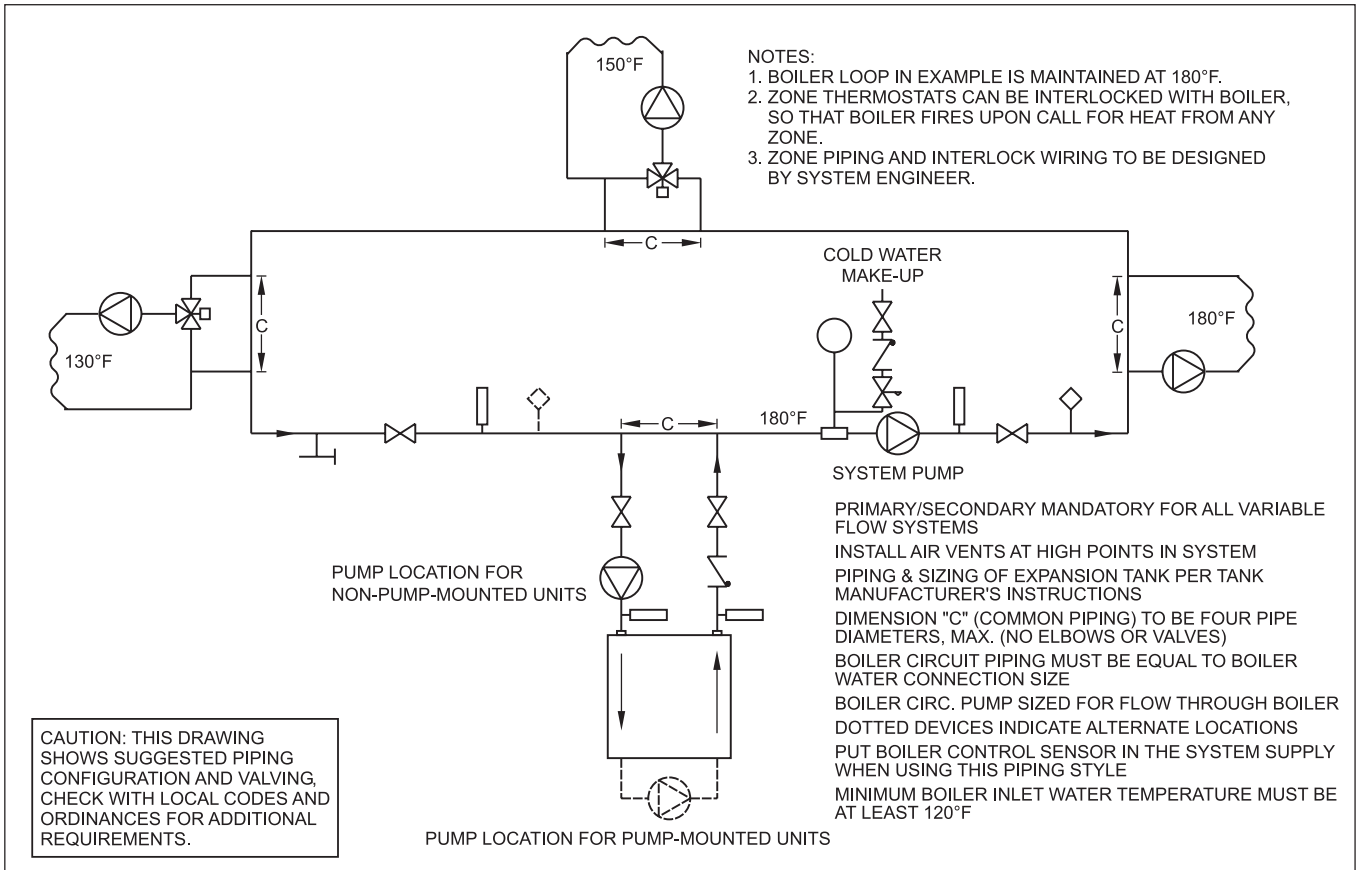 150°F
NOTES:
1. BOILER LOOP IN EXAMPLE IS MAINTAINED AT 180°F.
2. ZONE THERMOSTATS CAN BE INTERLOCKED WITH BOILER,
SO THAT BOILER FIRES UPON CALL FOR HEAT FROM ANY
ZONE.
3. ZONE PIPING AND INTERLOCK WIRING TO BE DESIGNED
BY SYSTEM ENGINEER.
C
COLD WATER
MAKE-UP
130°F
C
C
180°F
C
180°F
SYSTEM PUMP
PUMP LOCATION FOR
NON-PUMP-MOUNTED UNITS
PRIMARY/SECONDARY MANDATORY FOR ALL VARIABLE
FLOW SYSTEMS
INSTALL AIR VENTS AT HIGH POINTS IN SYSTEM
PIPING & SIZING OF EXPANSION TANK PER TANK
MANUFACTURER'S INSTRUCTIONS
DIMENSION "C" (COMMON PIPING) TO BE FOUR PIPE
DIAMETERS, MAX. (NO ELBOWS OR VALVES)
BOILER CIRCUIT PIPING MUST BE EQUAL TO BOILER
WATER CONNECTION SIZE
BOILER CIRC. PUMP SIZED FOR FLOW THROUGH BOILER
DOTTED DEVICES INDICATE ALTERNATE LOCATIONS
PUT BOILER CONTROL SENSOR IN THE SYSTEM SUPPLY
WHEN USING THIS PIPING STYLE
MINIMUM BOILER INLET WATER TEMPERATURE MUST BE
AT LEAST 120°F
CAUTION: THIS DRAWING
SHOWS SUGGESTED PIPING
CONFIGURATION AND VALVING,
CHECK WITH LOCAL CODES AND
ORDINANCES FOR ADDITIONAL
REQUIREMENTS.
PUMP LOCATION FOR PUMP-MOUNTED UNITS